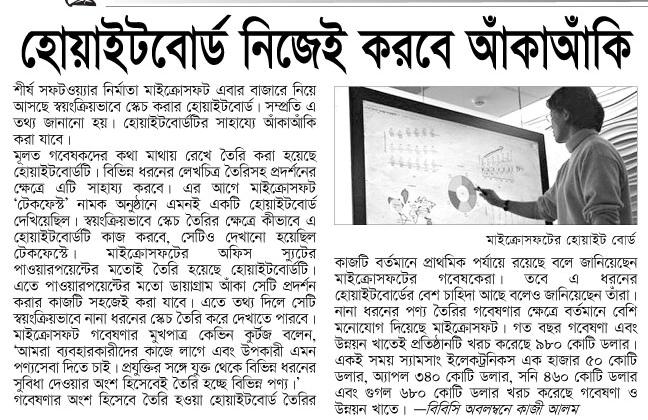 হোয়াইটবোর্ড নিজেই করবে আঁকাআঁকি
শীর্ষ সফটওয়্যার নির্মাতা মাইক্রোসফট এবার বাজারে নিয়ে
আসছে স্বয়ংক্রিয়ভাবে স্কেচ করার হোয়াইটবোর্ড। সম্প্রতি এ
তথ্য জানানো হয়। হোয়াইটবোর্ডটির সাহায্যে আঁকাআঁকি
করা যাবে।
মূলত গবেষকদের কথা মাথায় রেখে তৈরি করা হয়েছে
হোয়াইটবোর্ডটি। বিভিন্ন ধরনের লেখচিত্র তৈরিসহ প্রদর্শনের
ক্ষেত্রে এটি সাহায্য করবে। এর আগে মাইক্রোসফট
'টেকফেস্ট' নামক অনুষ্ঠানে এমনই একটি হোয়াইটবোর্ড
দেখিয়েছিল। স্বয়ংক্রিয়ভাবে স্কেচ তৈরির ক্ষেত্রে কীভাবে এ
হোয়াইটবোর্ডটি কাজ করবে, সেটিও দেখানো হয়েছিল
টেকফেস্টে। মাইক্রোসফটের অফিস স্যুটের
পাওয়ারপয়েন্টের মতোই তৈরি হয়েছে হোয়াইটবোর্ডটি।
এতে পাওয়ারপয়েন্টের মতো ডায়াগ্রাম আঁকা সেটি প্রদর্শন
করার কাজটি সহজেই করা যাবে। এতে তথ্য দিলে সেটি
স্বয়ংক্রিয়ভাবে নানা ধরনের স্কেচ তৈরি করে দেখাতে পারবে।
মাইক্রোসফট গবেষণার মুখপাত্র কেভিন কুর্টজ বলেন,
'আমরা ব্যবহারকারীদের কাজে লাগে এবং উপকারী এমন
পণ্যসেবা দিতে চাই। প্রযুক্তির সঙ্গে যুক্ত থেকে বিভিন্ন ধরনের
সুবিধা দেওয়ার অংশ হিসেবেই তৈরি হচ্ছে বিভিন্ন পণ্য।'
গবেষণার অংশ হিসেবে তৈরি হওয়া হোয়াইটবোর্ড তৈরির
মাইক্রোসফটের হোয়াইট বোর্ড
কাজটি বর্তমানে প্রাথমিক পর্যায়ে রয়েছে বলে জানিয়েছেন
মাইক্রোসফটের গবেষকেরা। তবে এ ধরনের
হোয়াইটবোর্ডের বেশ চাহিদা আছে বলেও জানিয়েছেন তাঁরা।
নানা ধরনের পণ্য তৈরির গবেষণার ক্ষেত্রে বর্তমানে বেশি
মনোযোগ দিয়েছে মাইক্রোসফট। গত বছর গবেষণা এবং
উন্নয়ন খাতেই প্রতিষ্ঠানটি খরচ করেছে ৯৮০ কোটি ডলার।
একই সময় স্যামসাং ইলেকট্রনিকস এক হাজার ৫০ কোটি
ডলার, অ্যাপল ৩৪০ কোটি ডলার, সনি ৪৬০ কোটি ডলার
এবং গুগল ৬৮০ কোটি ডলার খরচ করেছে গবেষণা ও
উন্নয়ন খাতে। —বিবিসি অবলম্বনে কাজী আলম